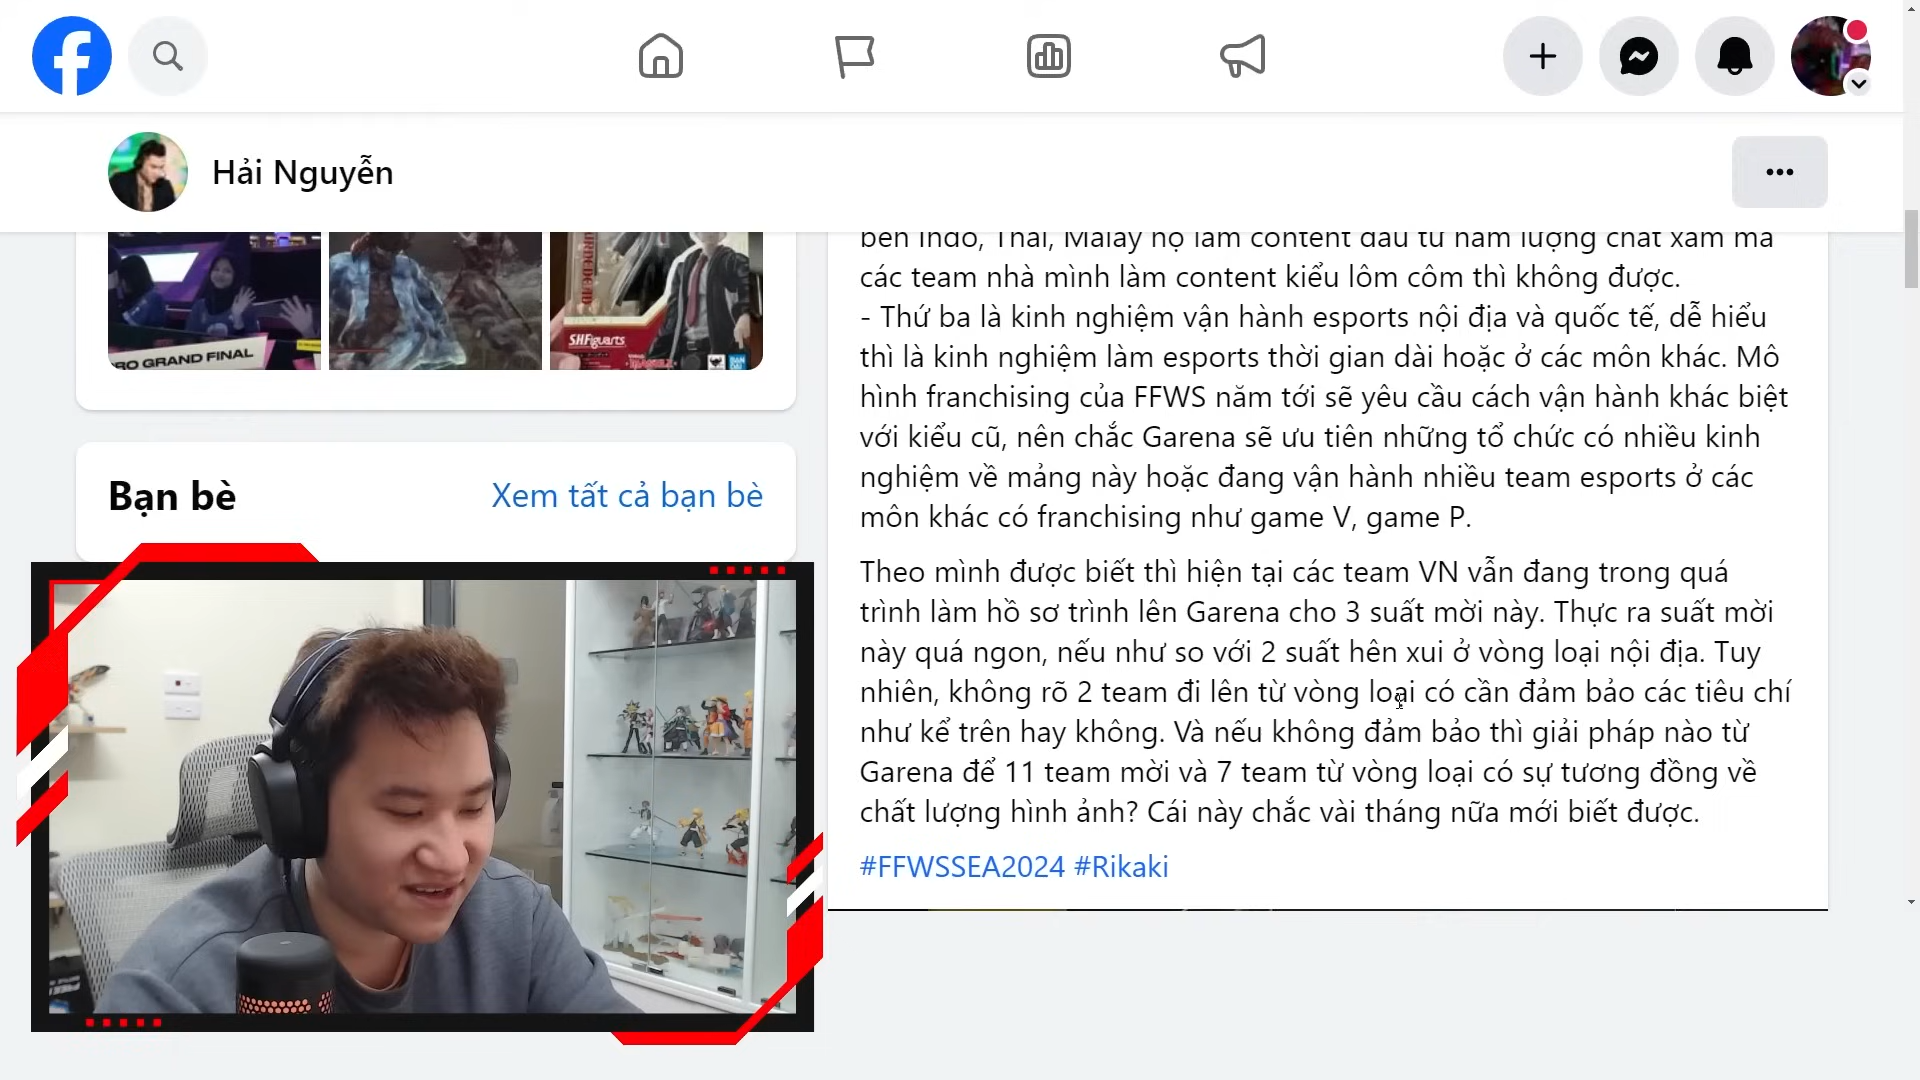 Hải Nguyễn
bên Indo, Thái, Malay họ làm content đầu tư hàm lượng chất xám mà
các team nhà mình làm content kiểu lôm côm thì không được.
- Thứ ba là kinh nghiệm vận hành esports nội địa và quốc tế, dễ hiểu
thì là kinh nghiệm làm esports thời gian dài hoặc ở các môn khác. Mô
hình franchising của FFWS năm tới sẽ yêu cầu cách vận hành khác biệt
với kiểu cũ, nên chắc Garena sẽ ưu tiên những tổ chức có nhiều kinh
nghiệm về mảng này hoặc đang vận hành nhiều team esports ở các
môn khác có franchising như game V, game P.
Theo mình được biết thì hiện tại các team VN vẫn đang trong quá
trình làm hồ sơ trình lên Garena cho 3 suất mời này. Thực ra suất mời
này quá ngon, nếu như so với 2 suất hên xui ở vòng loại nội địa. Tuy
nhiên, không rõ 2 team đi lên từ vòng loại có cần đảm bảo các tiêu chí
như kể trên hay không. Và nếu không đảm bảo thì giải pháp nào từ
Garena để 11 team mời và 7 team từ vòng loại có sự tương đồng về
chất lượng hình ảnh? Cái này chắc vài tháng nữa mới biết được.
#FFWSSEA2024 #Rikaki
RO GRAND FINAL
SHFiguarts
Bạn bè
Xem tất cả bạn bè